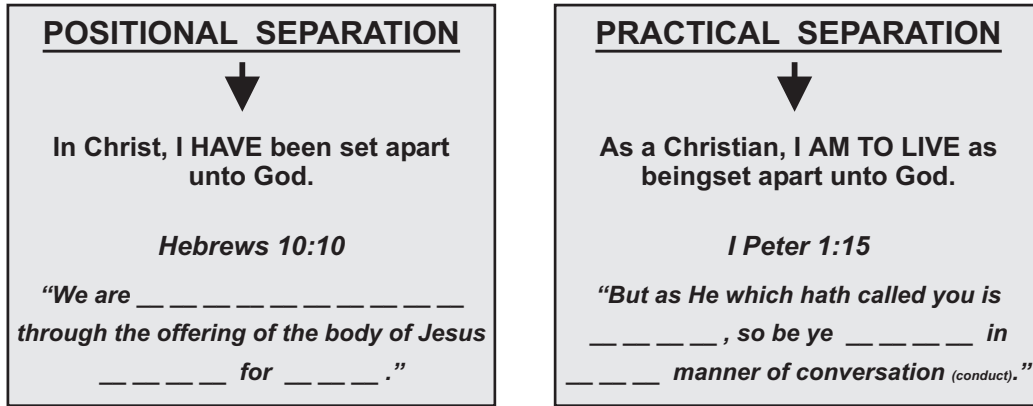 POSITIONAL SEPARATION
In Christ, I HAVE been set apart
unto God.
Hebrews 10:10
“We are __ __ __ __ __ __ __ __ __ __
through the offering of the body of Jesus
__ __ __ __ for __ __ __ .”
PRACTICAL SEPARATION
As a Christian, I AM TO LIVE as
beingset apart unto God.
I Peter 1:15
“But as He which hath called you is
__ __ __ __ , so be ye __ __ __ __ in
__ __ __ manner of conversation (conduct).”